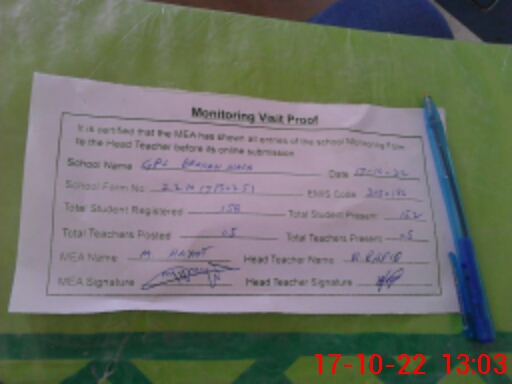 Monitoring Visit Proof
It is certified that the MEA has shown all entries of the school Monitoring Form
to the Head Teacher before its online submission
School Name GPS Date 17-10-22
School Form No EMIS Code
Total Student Registered 158 Total Student Present 152
Total Teachers Posted 05 Total Teachers Present 05
MEA Name M HAYAT Head Teacher Name
MEA Signature Head Teacher Signature
17-10-22 13:03